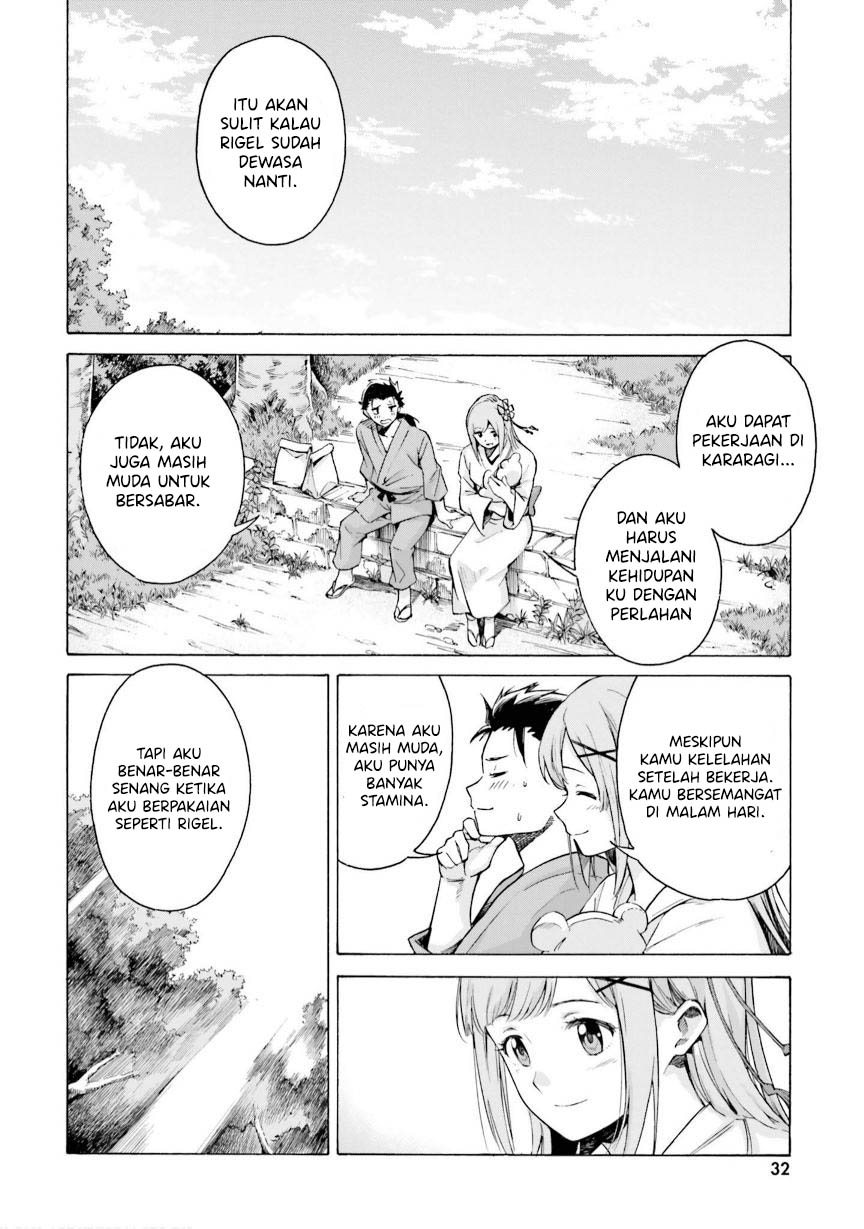 ITU AKAN
SULIT KALAU
RIGEL SUDAH
DEWASA
NANTI.
AKU DAPAT
PEKERJAAN DI
KARARAGI...
DAN AKU
HARUS
MENJALANI
KEHIDUPAN
KU DENGAN
PERLAHAN
TIDAK, AKU
JUGA MASIH
MUDA UNTUK
BERSABAR.
MESKIPUN
KAMU KELELAHAN
SETELAH BEKERJA.
KAMU BERSEMANGAT
DI MALAM HARI.
KARENA AKU
MASIH MUDA,
AKU PUNYA
BANYAK
STAMINA.
TAPI AKU
BENAR-BENAR
SENANG KETIKA
AKU BERPAKAIAN
SEPERTI RIGEL.
32